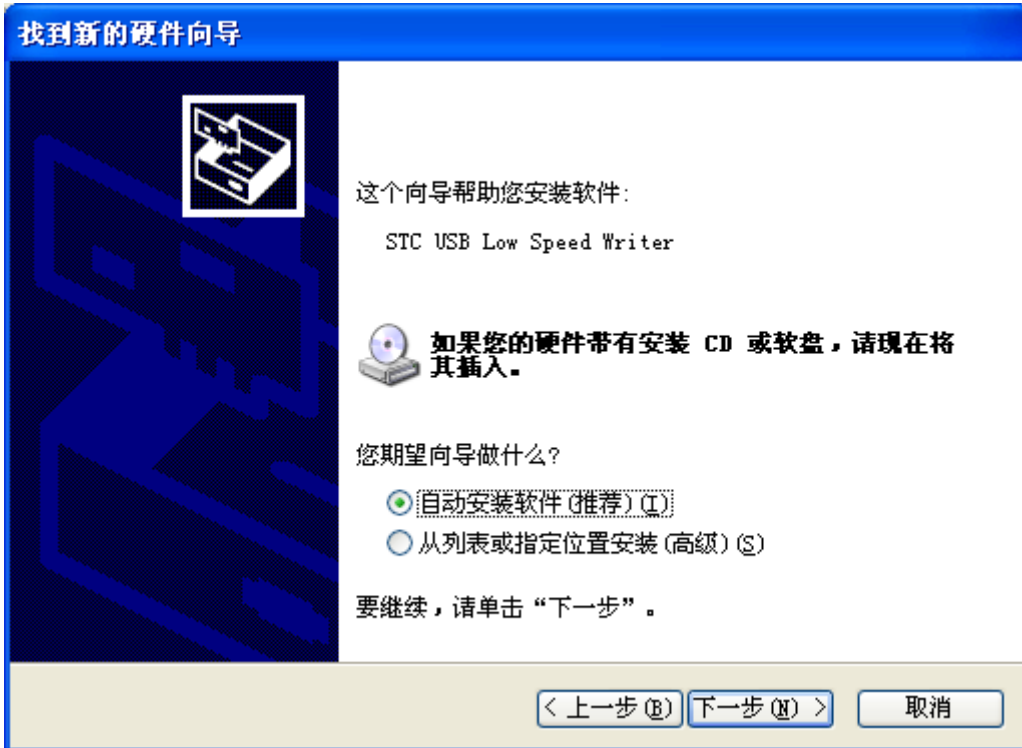 找到新的硬件向导
这个向导帮助您安装软件:
STC USB Low Speed Writer
如果您的硬件带有安装 CD 或软盘，请现在将
其插入。
您期望向导做什么?
自动安装软件(推荐)(I)
从列表或指定位置安装(高级)(S)
要继续，请单击“下一步”。
< 上一步(B) 下一步(N) > 取消